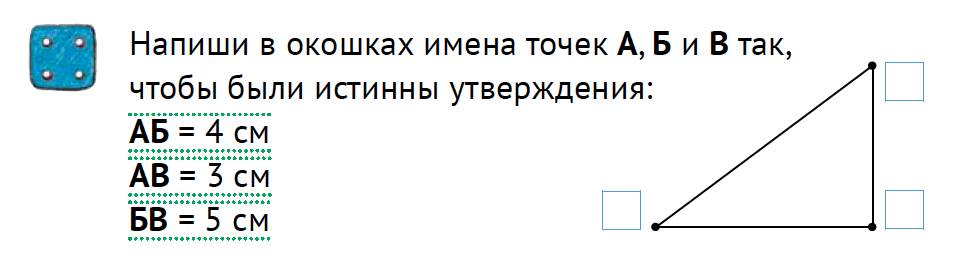 Напиши в окошках имена точек А, Б и В так,
чтобы были истинны утверждения:
АБ = 4 см
АВ = 3 см
БВ = 5 см